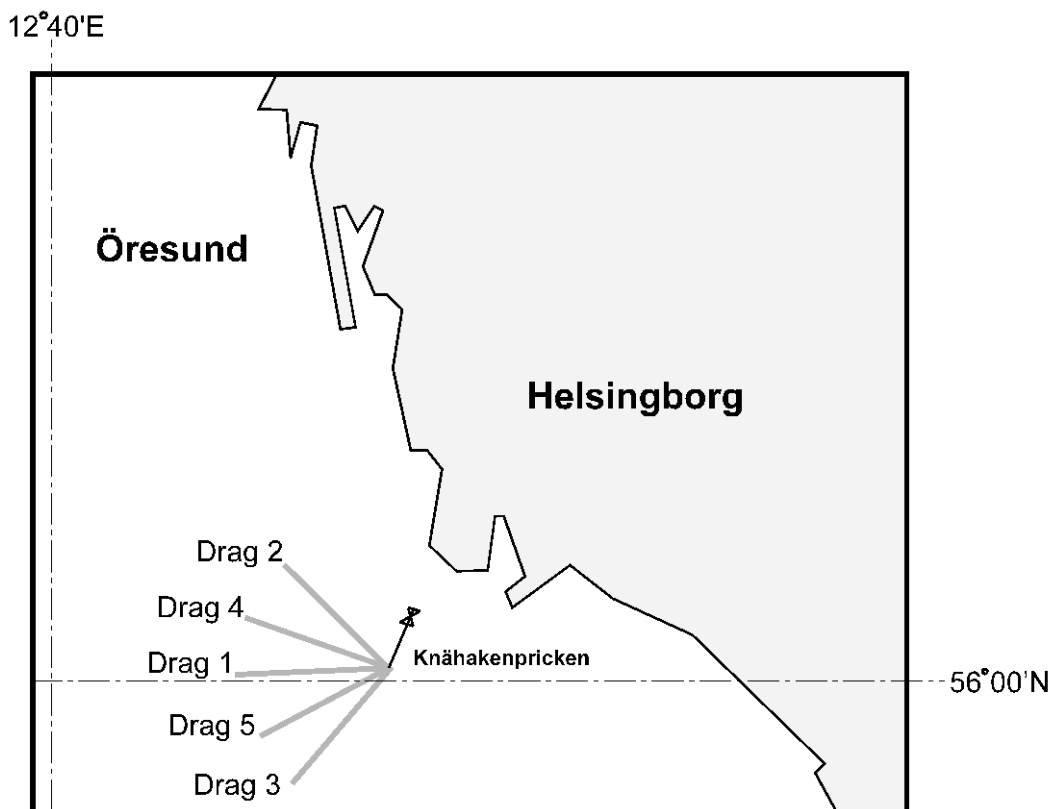 12°40'E
Öresund
Helsingborg
Drag 2
Drag 4
Knähakenpricken
Drag 1
56°00'N
Drag 5
Drag 3